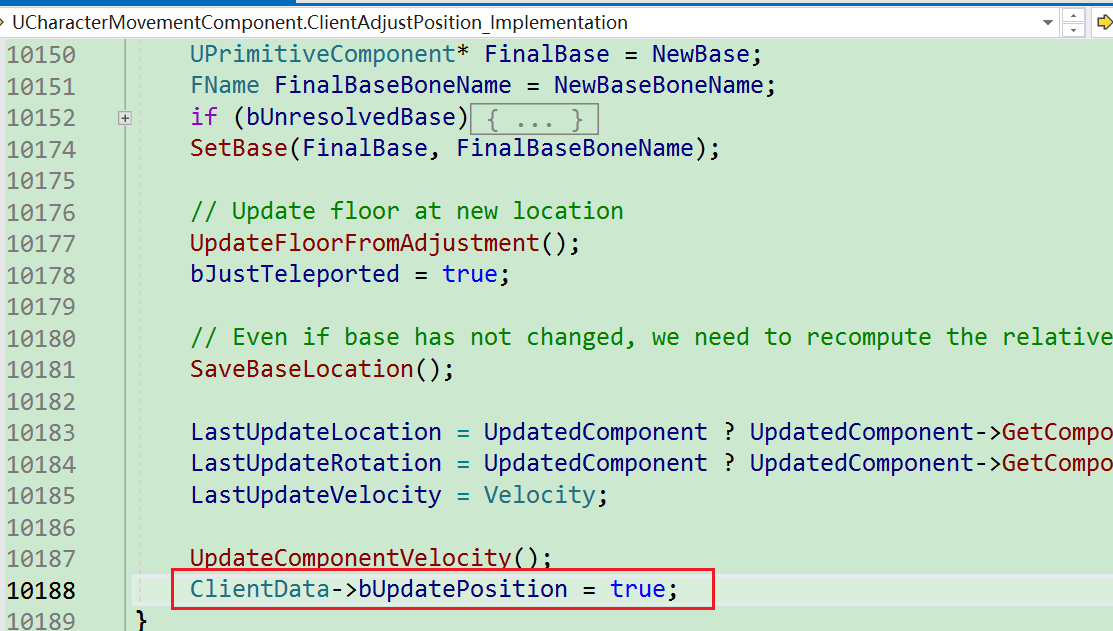 UCharacterMovementComponent.ClientAdjustPosition_Implementation
10150 UPrimitiveComponent* FinalBase = NewBase;
10151 FName FinalBaseBoneName = NewBaseBoneName;
10152 if (bUnresolvedBase){ ... }
10174 SetBase(FinalBase, FinalBaseBoneName);
10175
10176 // Update floor at new location
10177 UpdateFloorFromAdjustment();
10178 bJustTeleported = true;
10179
10180 // Even if base has not changed, we need to recompute the relative
10181 SaveBaseLocation();
10182
10183 LastUpdateLocation = UpdatedComponent ? UpdatedComponent->GetCompo
10184 LastUpdateRotation = UpdatedComponent ? UpdatedComponent->GetCompo
10185 LastUpdateVelocity = Velocity;
10186
10187 UpdateComponentVelocity();
10188 ClientData->bUpdatePosition = true;
10189 }